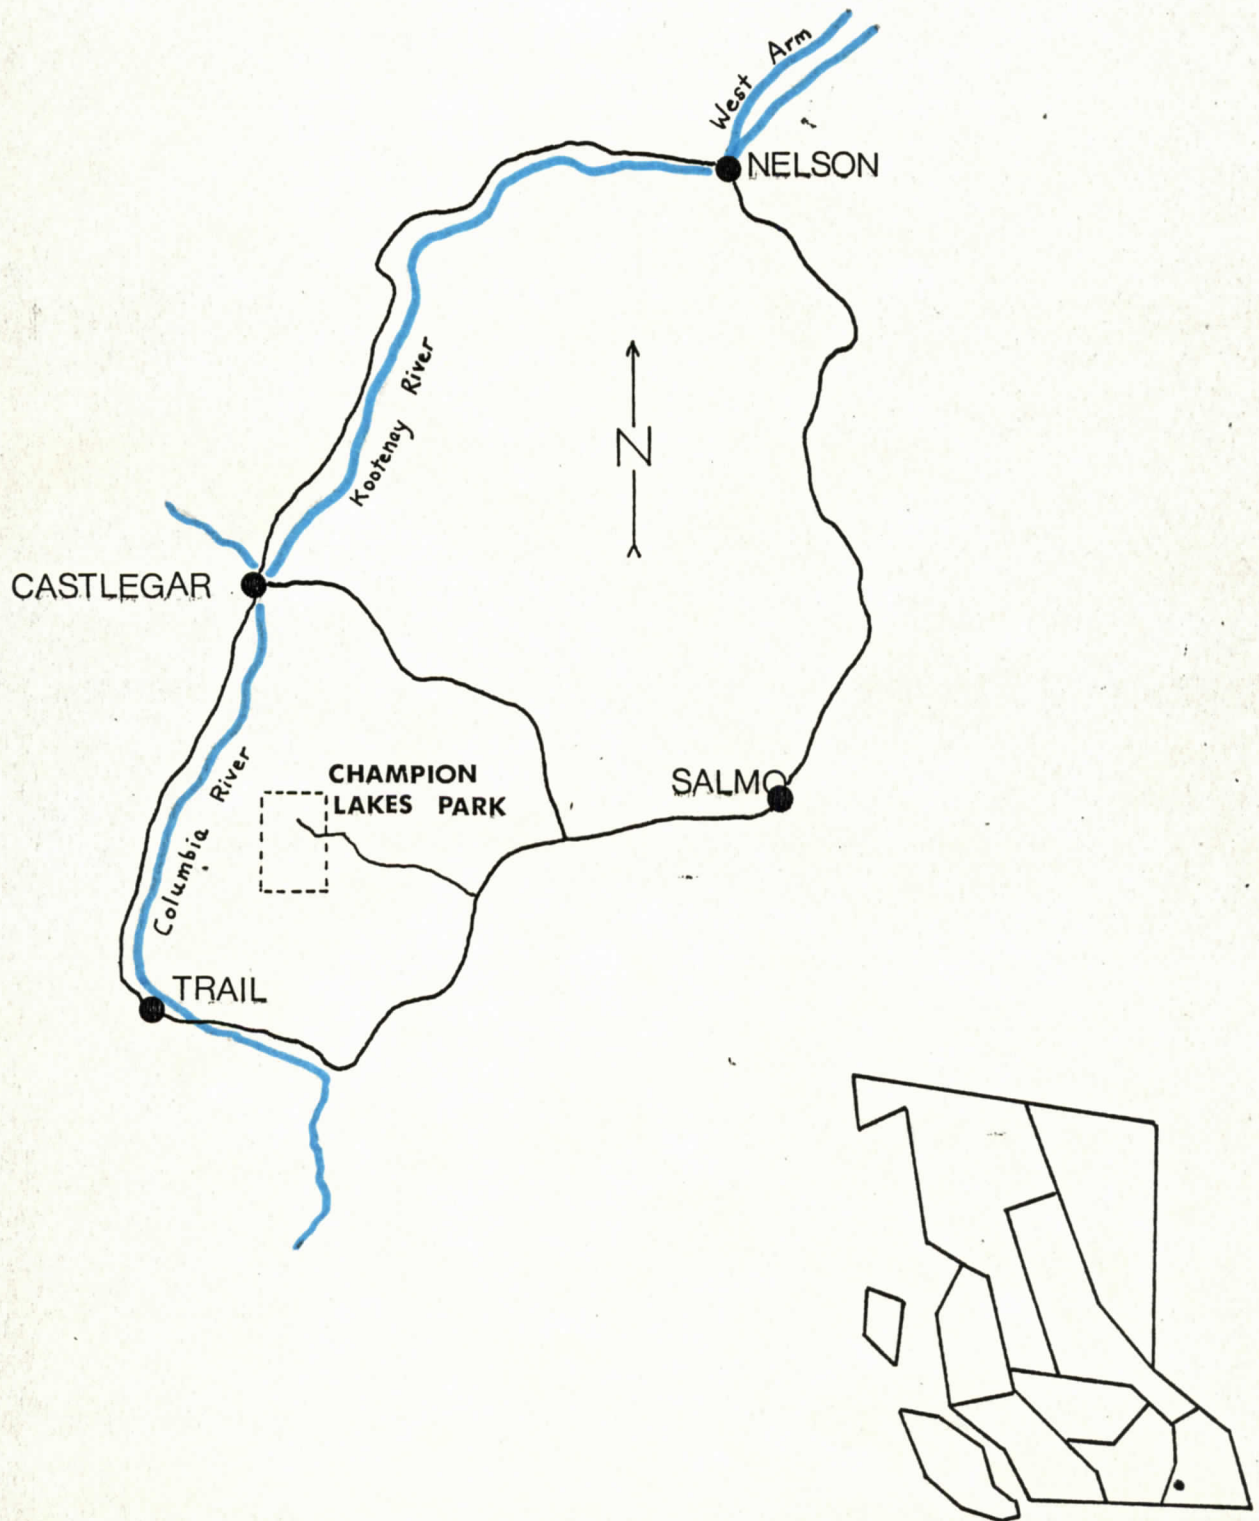 West Arm
NELSON
Kootenay River
N
CASTLEGAR
CHAMPION
LAKES PARK
SALMO
Columbia River
TRAIL